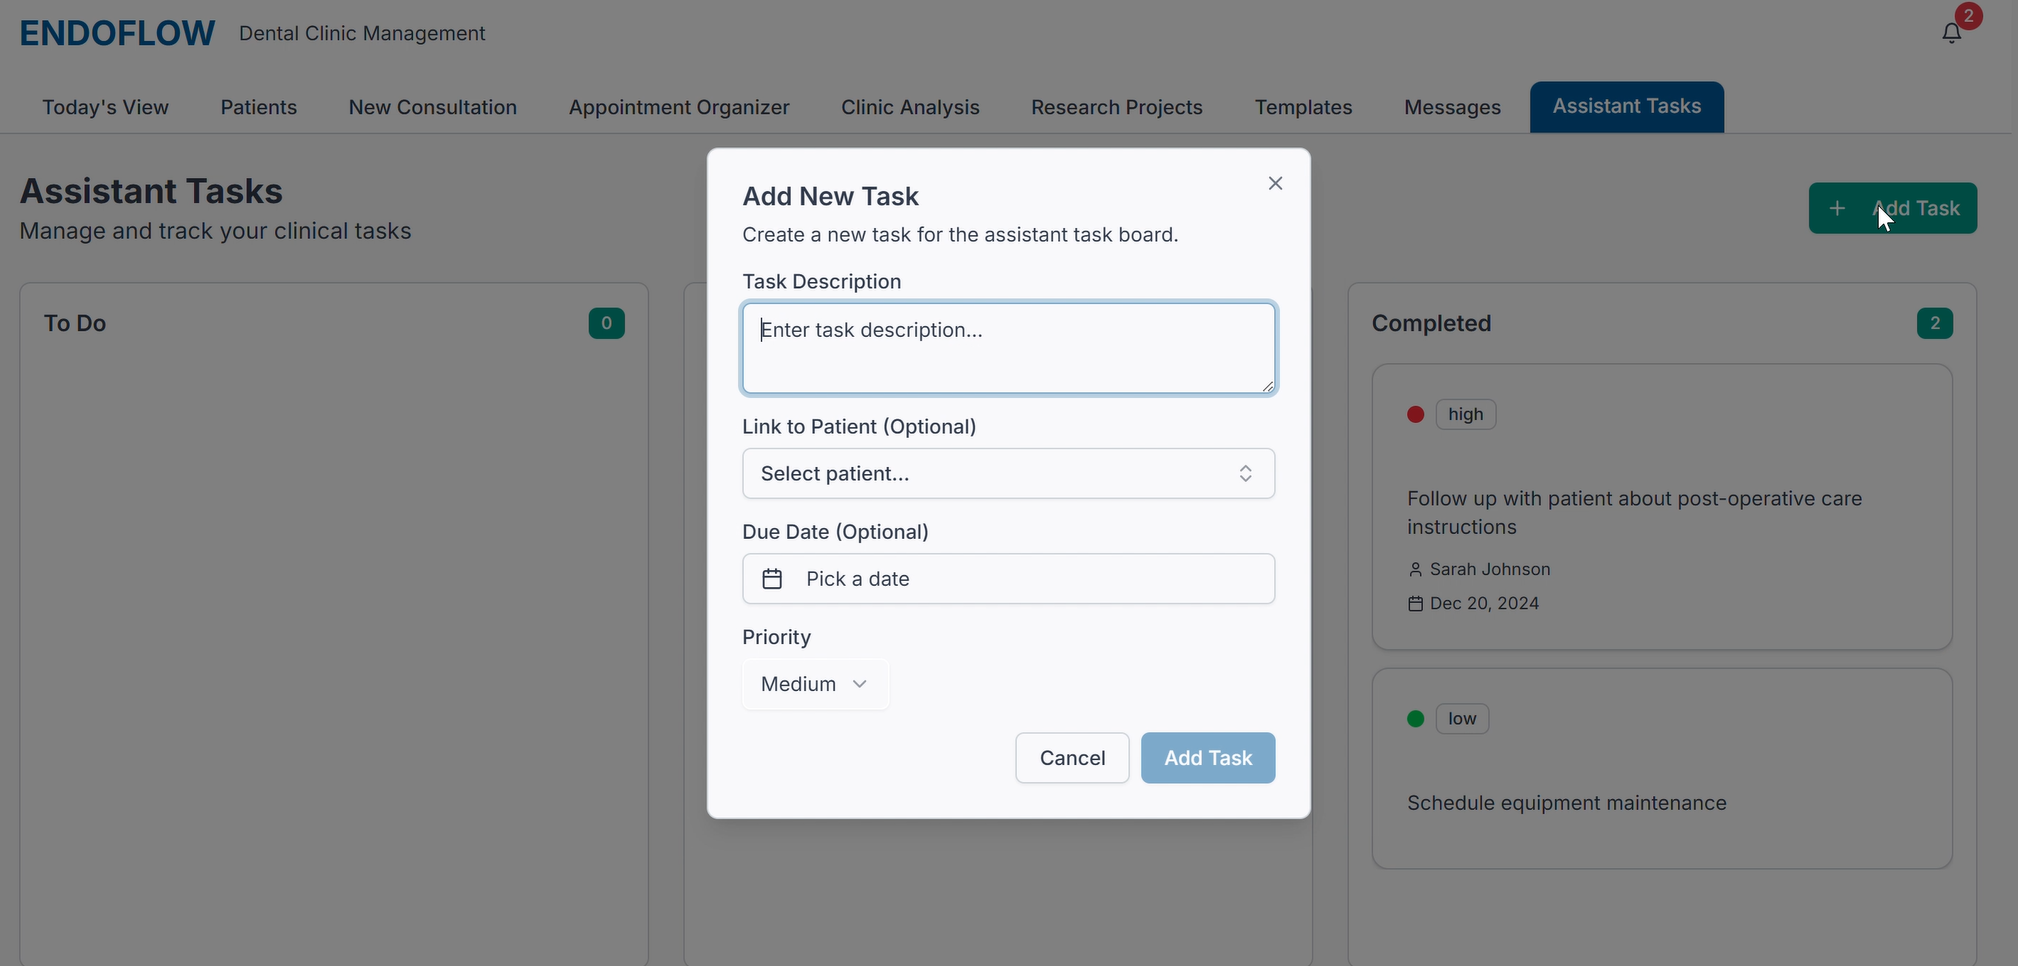 ENDOFLOW Dental Clinic Management
2
Today's View Patients New Consultation Appointment Organizer Clinic Analysis Research Projects Templates Messages Assistant Tasks
Assistant Tasks
Manage and track your clinical tasks
+ Add Task
To Do 0
Add New Task
Create a new task for the assistant task board.
Task Description
Enter task description...
Link to Patient (Optional)
Select patient...
Due Date (Optional)
Pick a date
Priority
Medium
Cancel Add Task
Completed 2
high
Follow up with patient about post-operative care
instructions
Sarah Johnson
Dec 20, 2024
low
Schedule equipment maintenance